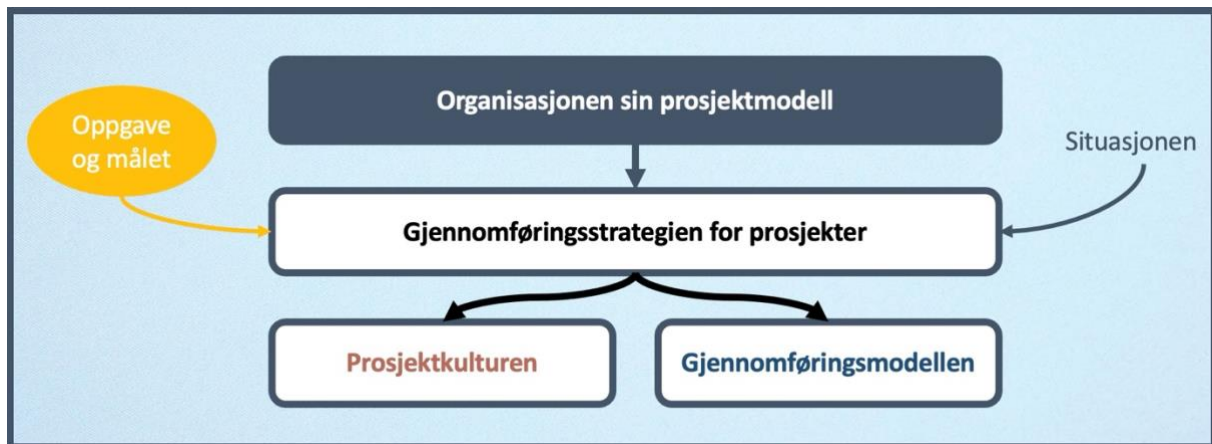 Organisasjonen sin prosjektmodell
Oppgave
og målet
Situasjonen
Gjennomføringsstrategien for prosjekter
Prosjektkulturen
Gjennomføringsmodellen